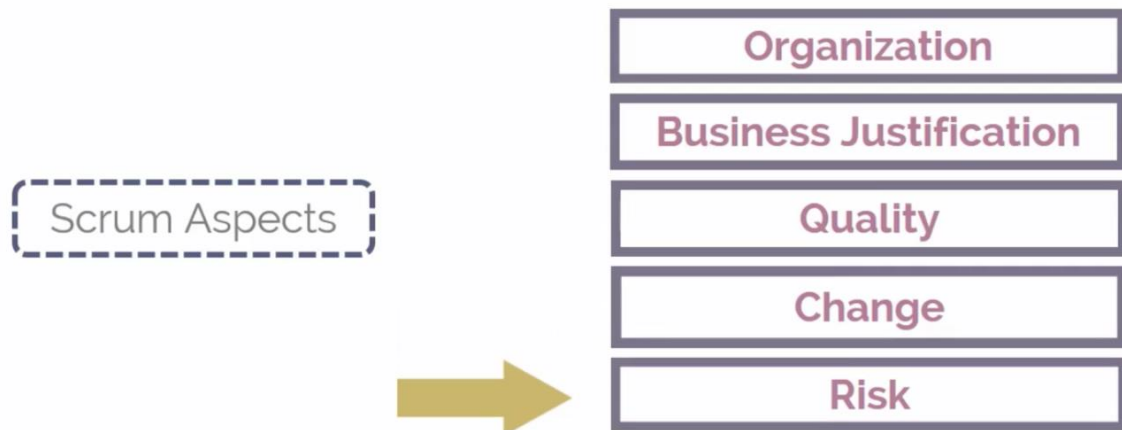 Scrum Aspects
Organization
Business Justification
Quality
Change
Risk